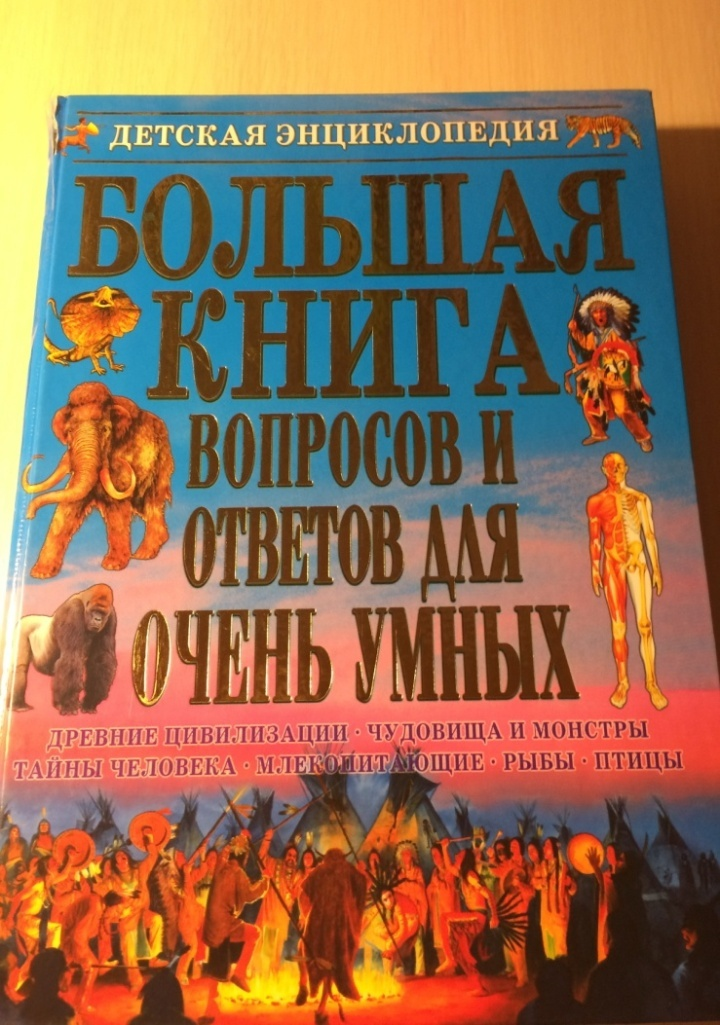 ДЕТСКАЯ ЭНЦИКЛОПЕДИЯ
БОЛЬШАЯ
КНИГА
ВОПРОСОВ И
ОТВЕТОВ ДЛЯ
ОЧЕНЬ УМНЫХ
ДРЕВНИЕ ЦИВИЛИЗАЦИИ · ЧУДОВИЩА И МОНСТРЫ
ТАЙНЫ ЧЕЛОВЕКА · МЛЕКОПИТАЮЩИЕ · РЫБЫ · ПТИЦЫ